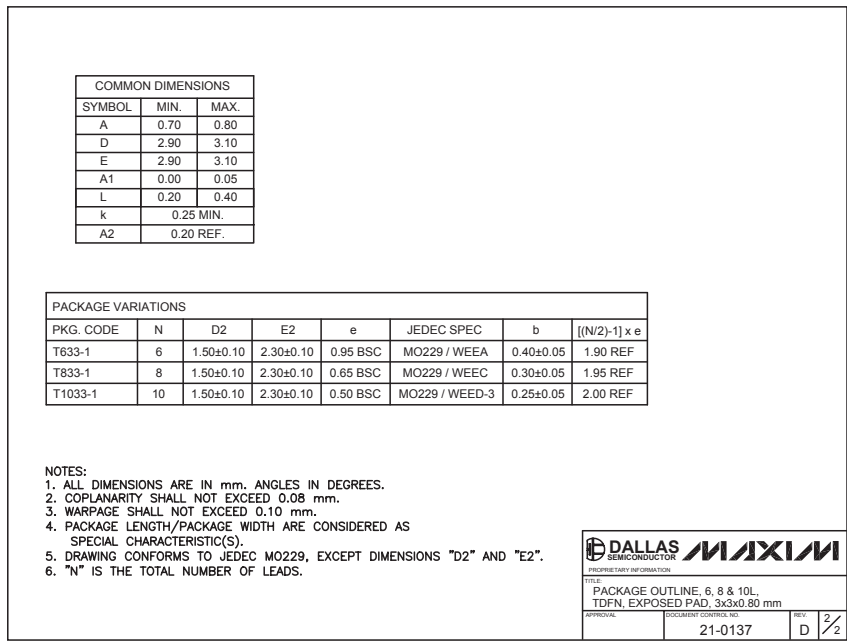 COMMON DIMENSIONS
SYMBOL MIN. MAX.
A 0.70 0.80
D 2.90 3.10
E 2.90 3.10
A1 0.00 0.05
L 0.20 0.40
k 0.25 MIN.
A2 0.20 REF.
PACKAGE VARIATIONS
PKG. CODE N D2 E2 e JEDEC SPEC b [(N/2)-1] x e
T633-1 6 1.50±0.10 2.30±0.10 0.95 BSC MO229 / WEEA 0.40±0.05 1.90 REF
T833-1 8 1.50±0.10 2.30±0.10 0.65 BSC MO229 / WEEC 0.30±0.05 1.95 REF
T1033-1 10 1.50±0.10 2.30±0.10 0.50 BSC MO229 / WEED-3 0.25±0.05 2.00 REF
NOTES:
1. ALL DIMENSIONS ARE IN mm. ANGLES IN DEGREES.
2. COPLANARITY SHALL NOT EXCEED 0.08 mm.
3. WARPAGE SHALL NOT EXCEED 0.10 mm.
4. PACKAGE LENGTH/PACKAGE WIDTH ARE CONSIDERED AS
SPECIAL CHARACTERISTIC(S).
5. DRAWING CONFORMS TO JEDEC MO229, EXCEPT DIMENSIONS "D2" AND "E2".
6. "N" IS THE TOTAL NUMBER OF LEADS.
DALLAS SEMICONDUCTOR MAXIM
PROPRIETARY INFORMATION
TITLE:
PACKAGE OUTLINE, 6, 8 & 10L,
TDFN, EXPOSED PAD, 3x3x0.80 mm
APPROVAL DOCUMENT CONTROL NO. REV.
21-0137 D 2/2